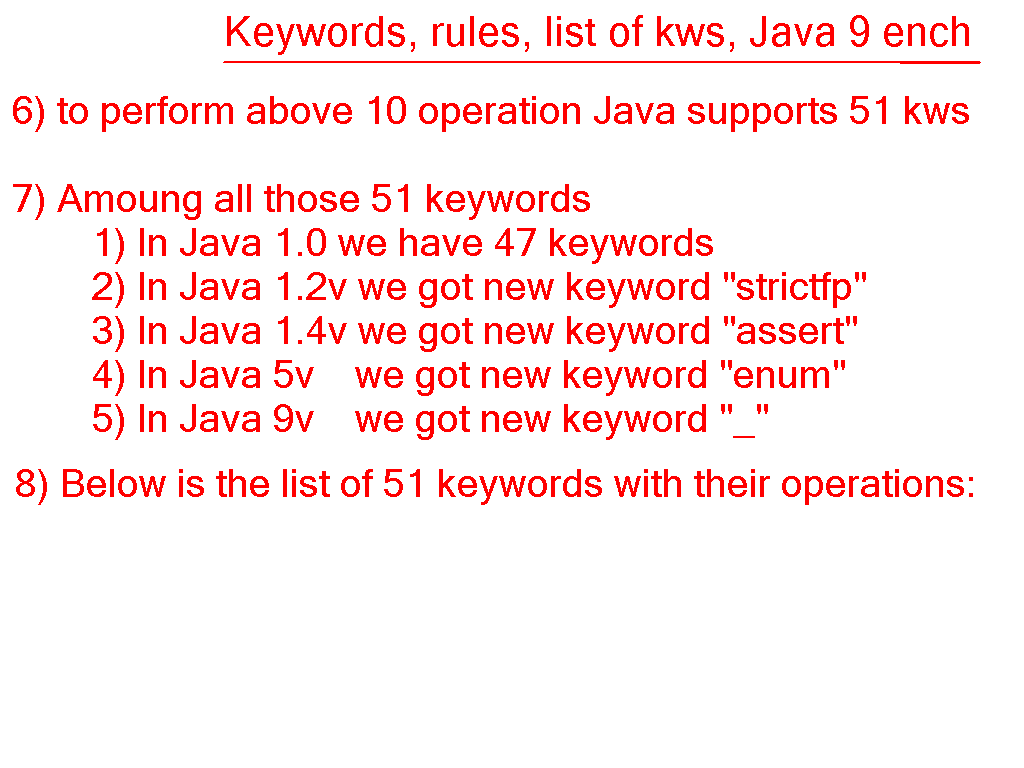 Keywords, rules, list of kws, Java 9 ench
6) to perform above 10 operation Java supports 51 kws
7) Amoung all those 51 keywords
1) In Java 1.0 we have 47 keywords
2) In Java 1.2v we got new keyword "strictfp"
3) In Java 1.4v we got new keyword "assert"
4) In Java 5v we got new keyword "enum"
5) In Java 9v we got new keyword "_"
8) Below is the list of 51 keywords with their operations: